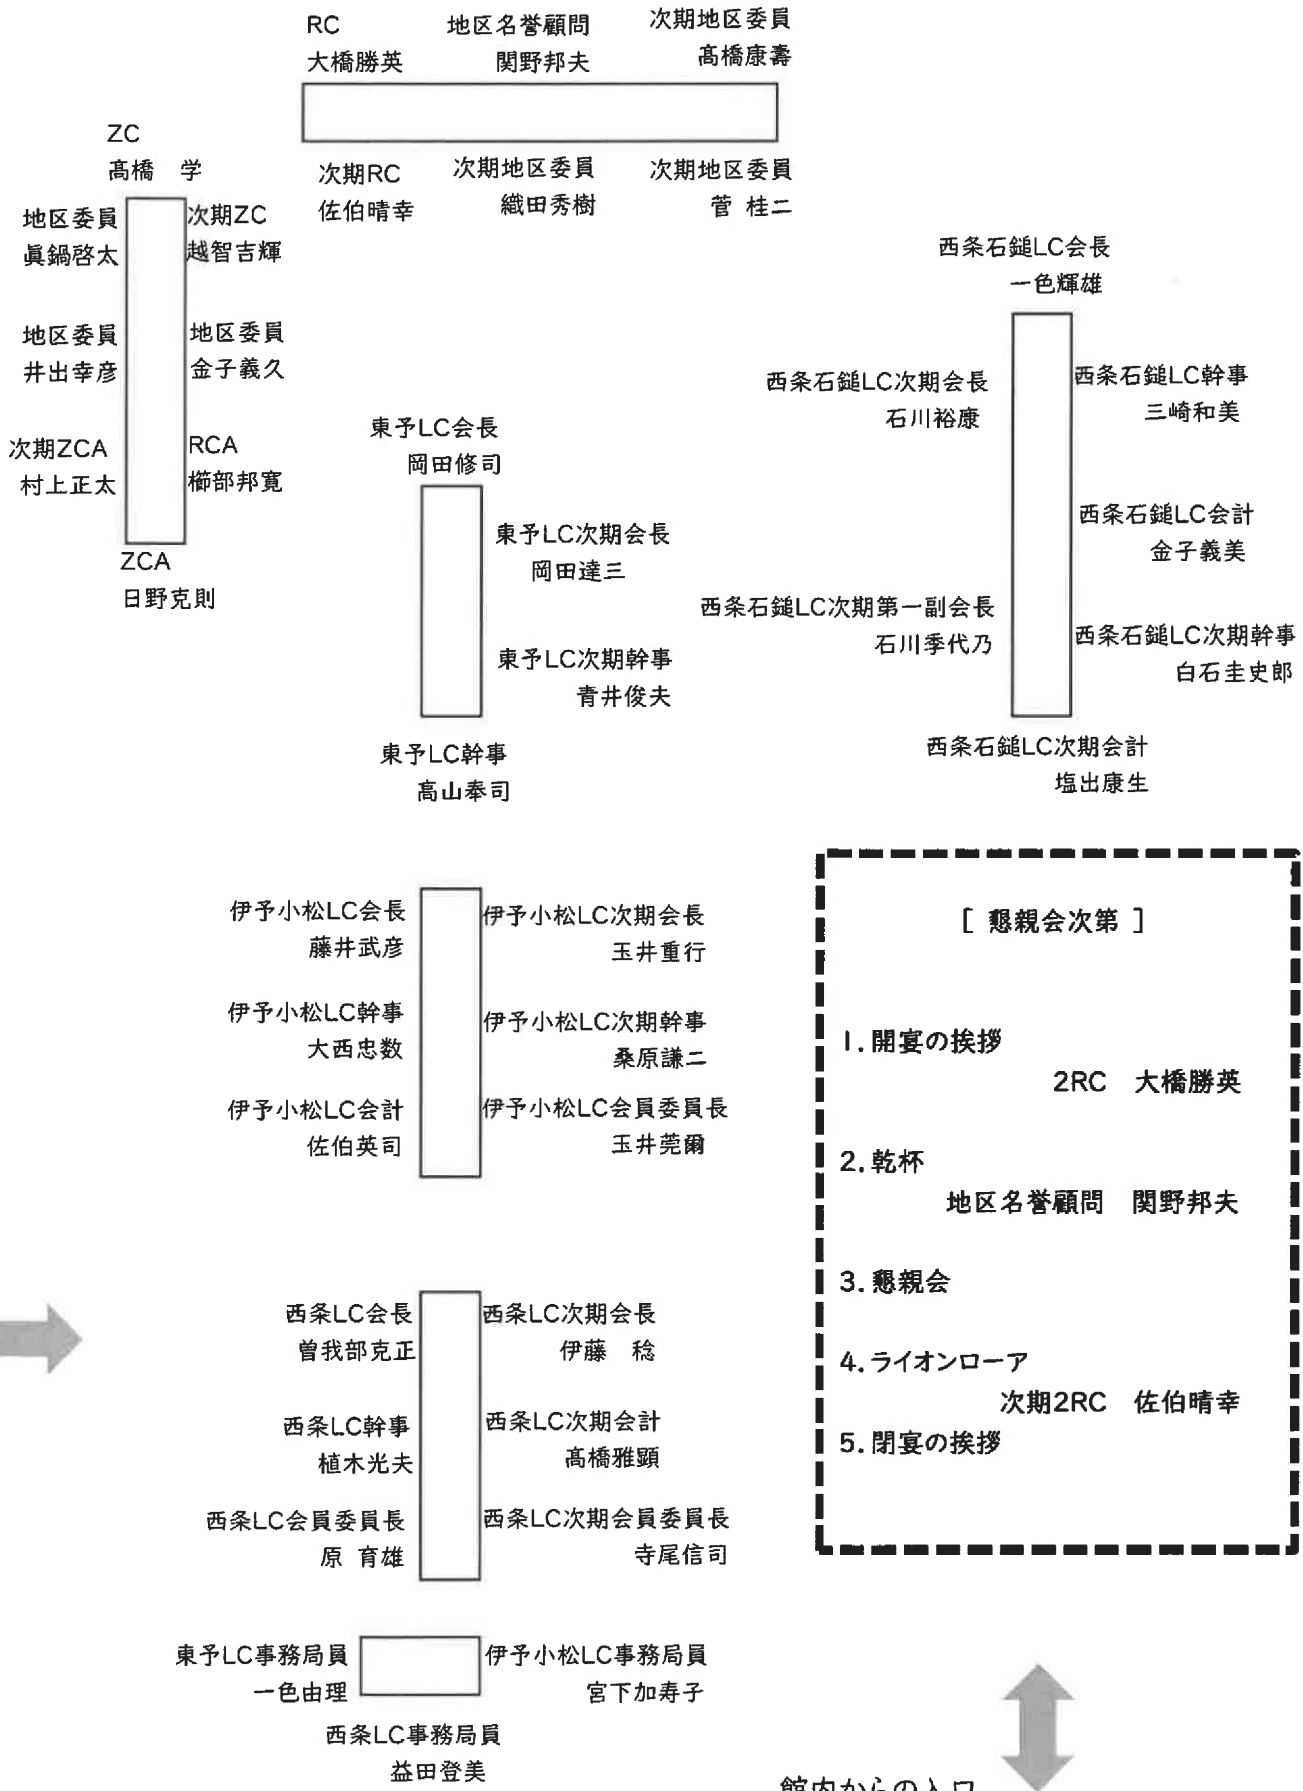 RC
大橋勝英
地区名誉顧問
関野邦夫
次期地区委員
髙橋康壽
次期RC
佐伯晴幸
次期地区委員
織田秀樹
次期地区委員
菅 桂二
ZC
髙橋　学
地区委員
眞鍋啓太
次期ZC
越智吉輝
地区委員
井出幸彦
地区委員
金子義久
次期ZCA
村上正太
RCA
櫛部邦寛
ZCA
日野克則
西条石鎚LC会長
一色輝雄
西条石鎚LC次期会長
石川裕康
西条石鎚LC幹事
三崎和美
西条石鎚LC会計
金子義美
西条石鎚LC次期第一副会長
石川季代乃
西条石鎚LC次期幹事
白石圭史郎
西条石鎚LC次期会計
塩出康生
東予LC会長
岡田修司
東予LC次期会長
岡田達三
東予LC次期幹事
青井俊夫
東予LC幹事
高山奉司
伊予小松LC会長
藤井武彦
伊予小松LC次期会長
玉井重行
伊予小松LC幹事
大西忠数
伊予小松LC次期幹事
桑原謙二
伊予小松LC会計
佐伯英司
伊予小松LC会員委員長
玉井莞爾
西条LC会長
曽我部克正
西条LC次期会長
伊藤　稔
西条LC幹事
植木光夫
西条LC次期会計
髙橋雅顕
西条LC会員委員長
原 育雄
西条LC次期会員委員長
寺尾信司
東予LC事務局員
一色由理
伊予小松LC事務局員
宮下加寿子
西条LC事務局員
益田登美
[ 懇親会次第 ]
1.開宴の挨拶
2RC　大橋勝英
2.乾杯
地区名誉顧問　関野邦夫
3.懇親会
4.ライオンローア
次期2RC　佐伯晴幸
5.閉宴の挨拶
館内からの入口